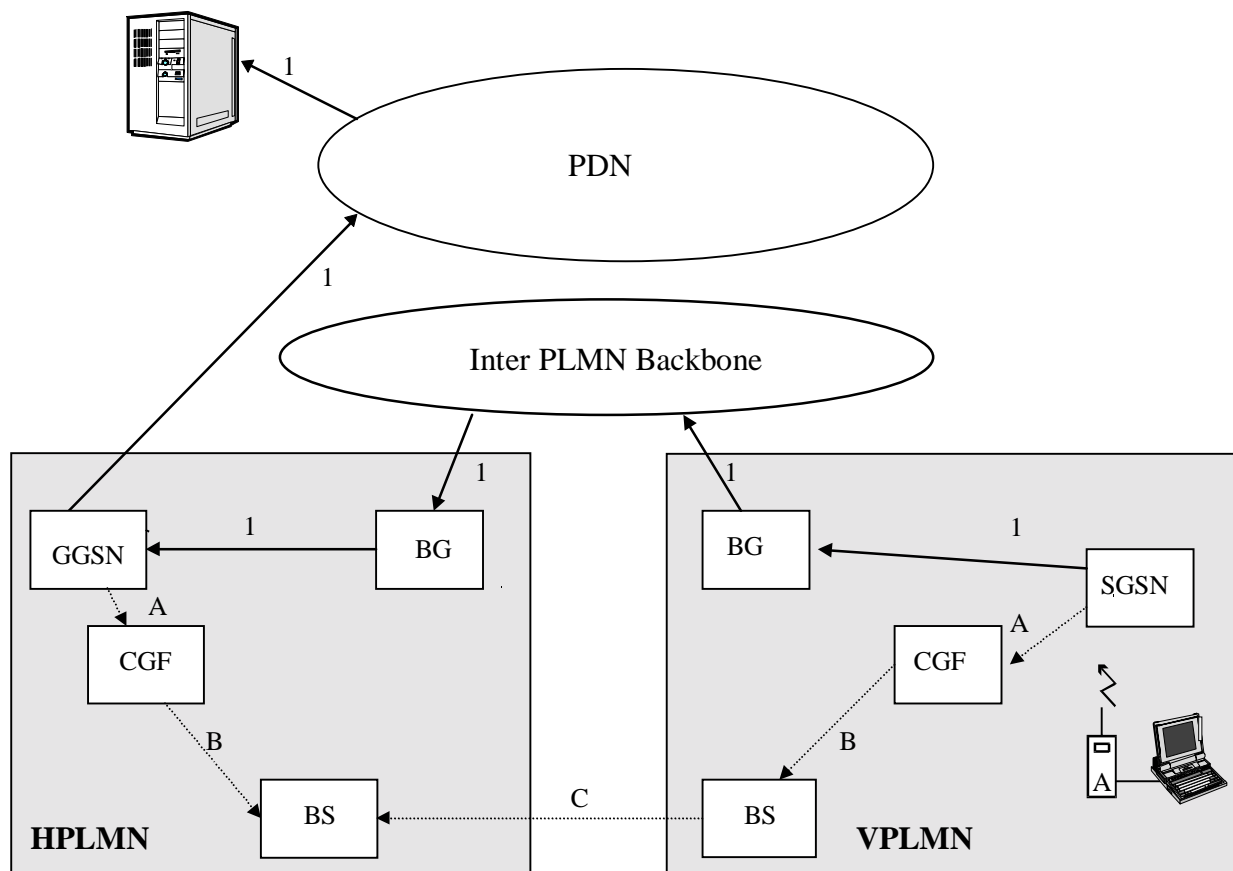 1
PDN
1
Inter PLMN Backbone
1
1
1
1
GGSN
BG
BG
SGSN
A
A
CGF
CGF
B
B
A
C
BS
BS
HPLMN
VPLMN